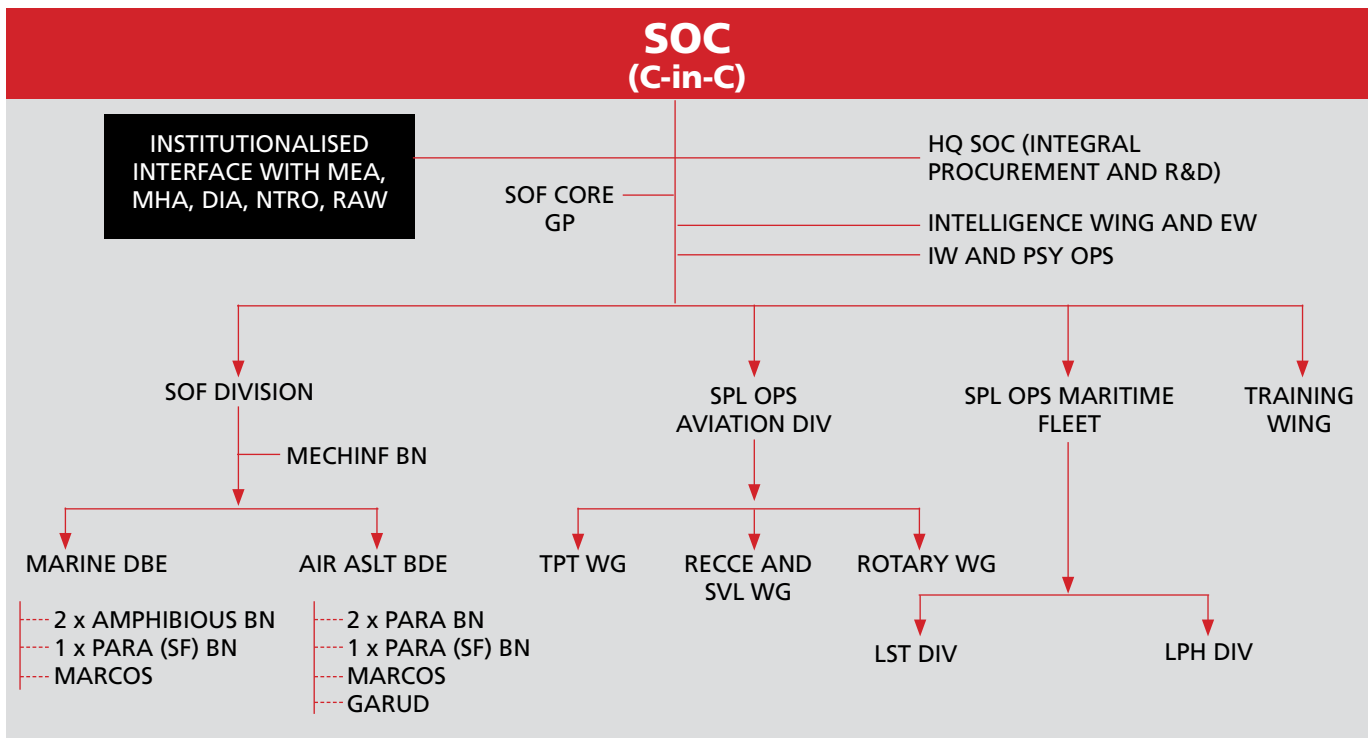 SOC
(C-in-C)
INSTITUTIONALISED
INTERFACE WITH MEA,
MHA, DIA, NTRO, RAW
HQ SOC (INTEGRAL
PROCUREMENT AND R&D)
SOF CORE
GP
INTELLIGENCE WING AND EW
IW AND PSY OPS
SOF DIVISION
SPL OPS
AVIATION DIV
SPL OPS MARITIME
FLEET
TRAINING
WING
MECHINF BN
MARINE DBE
AIR ASLT BDE
TPT WG
RECCE AND
SVL WG
ROTARY WG
2 x AMPHIBIOUS BN
1 x PARA (SF) BN
MARCOS
2 x PARA BN
1 x PARA (SF) BN
MARCOS
GARUD
LST DIV
LPH DIV